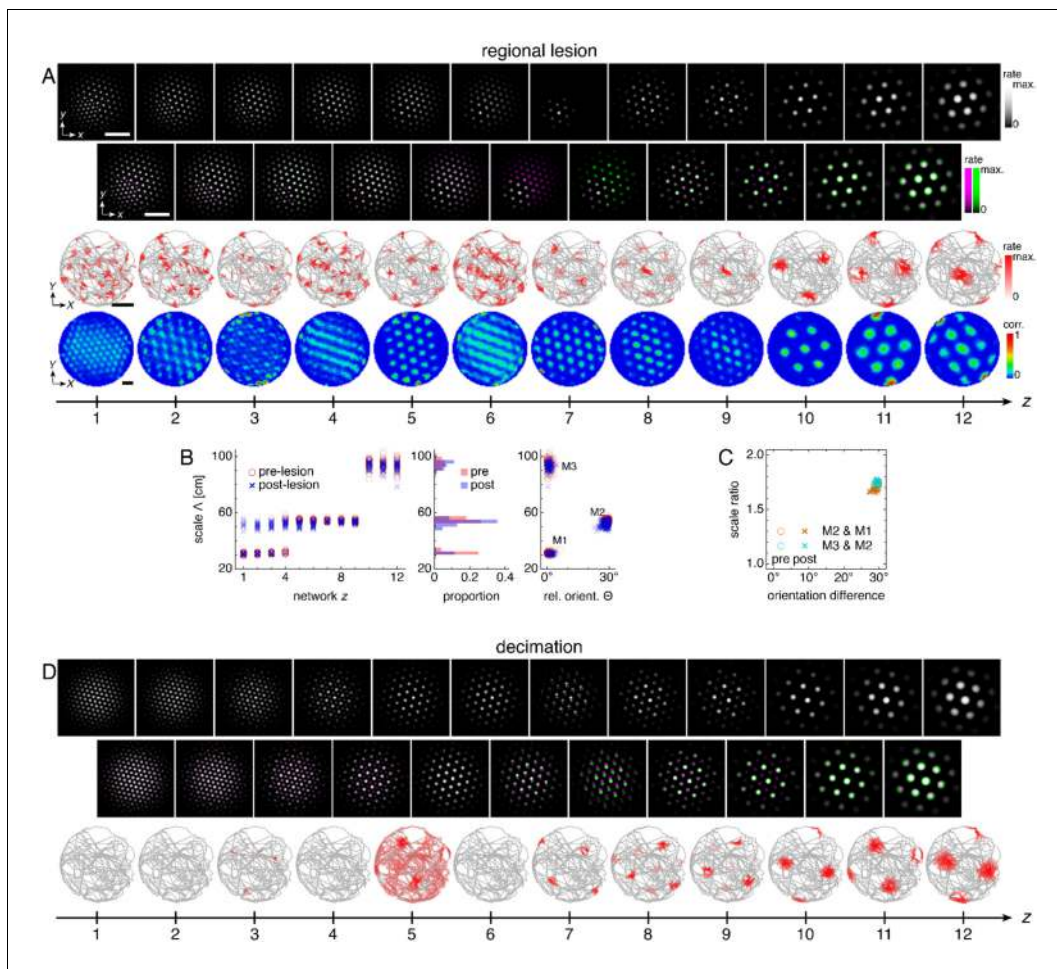 regional lesion
A
rate
max.
0
y
x
rate
max.
0
y
x
rate
max.
0
Y
X
corr.
1
0
Y
X
1 2 3 4 5 6 7 8 9 10 11 12 z
B
scale Λ [cm]
100
60
20
pre-lesion
post-lesion
1 4 8 12
network z
100
60
20
pre
post
0 0.2 0.4
proportion
100
60
20
M3
M2
M1
0° 30°
rel. orient. Θ
C
scale ratio
2.0
1.5
1.0
M2 & M1
M3 & M2
pre post
0° 10° 20° 30°
orientation difference
decimation
D
1 2 3 4 5 6 7 8 9 10 11 12 z